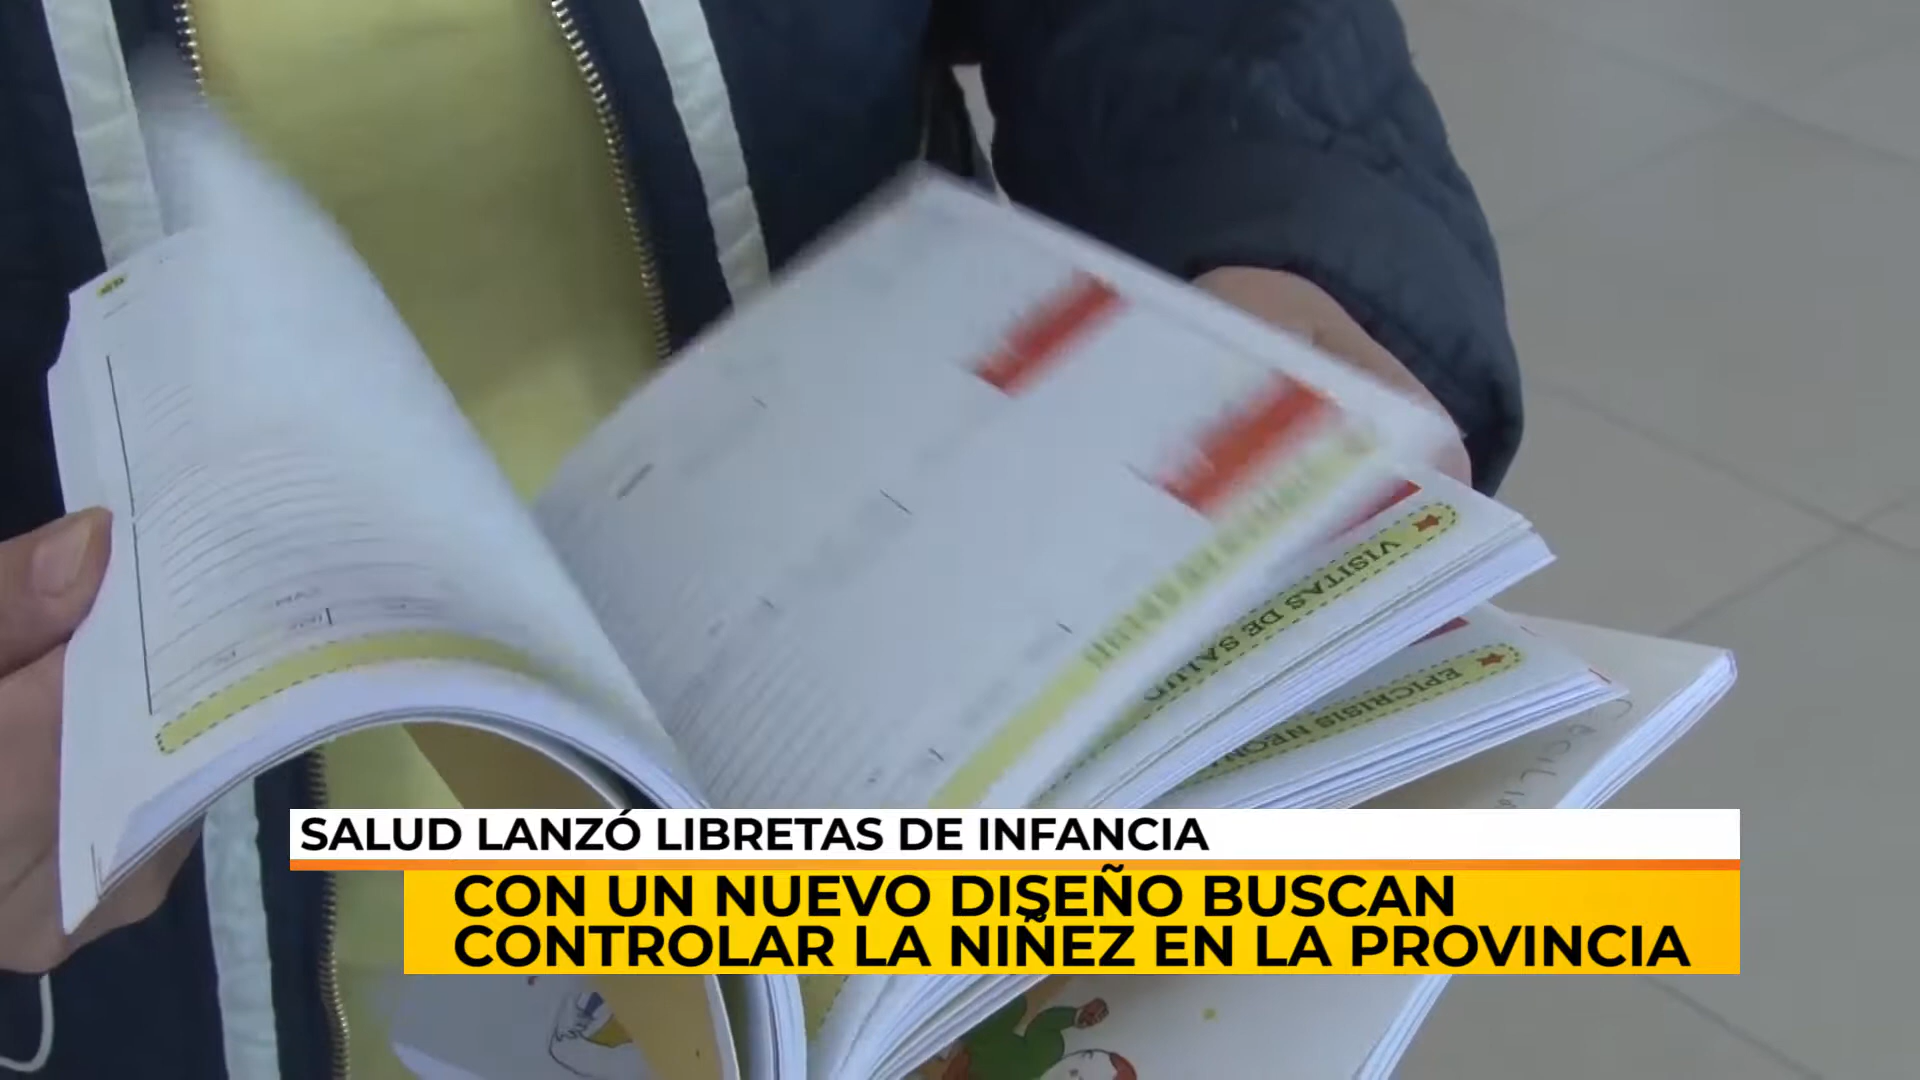 VISITAS DE SALUD
EPICRISIS
SALUD LANZÓ LIBRETAS DE INFANCIA
CON UN NUEVO DISEÑO BUSCAN
CONTROLAR LA NIÑEZ EN LA PROVINCIA